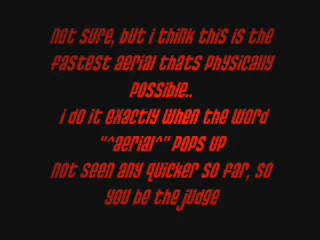 not sure, but i think this is the
fastest aerial thats physically
possible..
i do it exactly when the word
"^aerial^" pops up
not seen any quicker so far, so
you be the judge